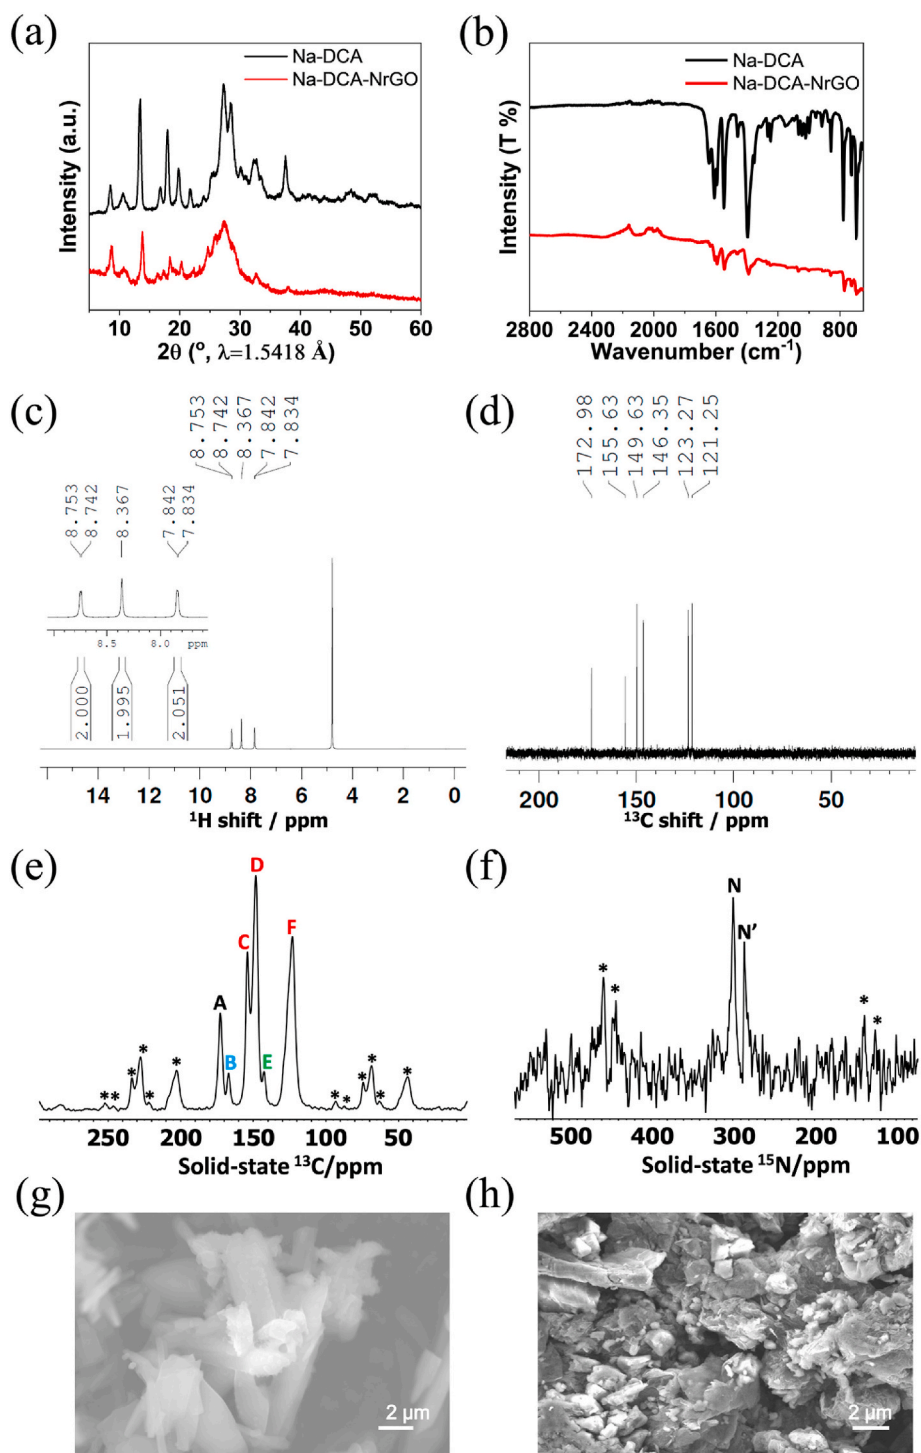 (a)
Na-DCA
Na-DCA-NrGO
Intensity (a.u.)
10 20 30 40 50 60
2θ (º, λ=1.5418 Å)
(b)
Na-DCA
Na-DCA-NrGO
Intensity (T %)
2800 2400 2000 1600 1200 800
Wavenumber (cm-1)
(c)
8.753
8.742
8.367
7.842
7.834
8.753
8.742
8.367
7.842
7.834
8.5 8.0 ppm
2.000
1.995
2.051
14 12 10 8 6 4 2 0
1H shift / ppm
(d)
172.98
155.63
149.63
146.35
123.27
121.25
200 150 100 50
13C shift / ppm
(e)
A
B
C
D
E
F
* * * * * *
* * * * * *
250 200 150 100 50
Solid-state 13C/ppm
(f)
N
N’
* *
* *
500 400 300 200 100
Solid-state 15N/ppm
(g)
2 µm
(h)
2 µm